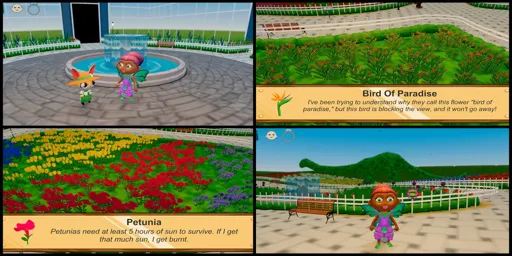 Bird Of Paradise
I've been trying to understand why they call this flower "bird of
paradise," but this bird is blocking the view, and it won't go away!
Petunia
Petunias need at least 5 hours of sun to survive. If I get
that much sun, I get burnt.